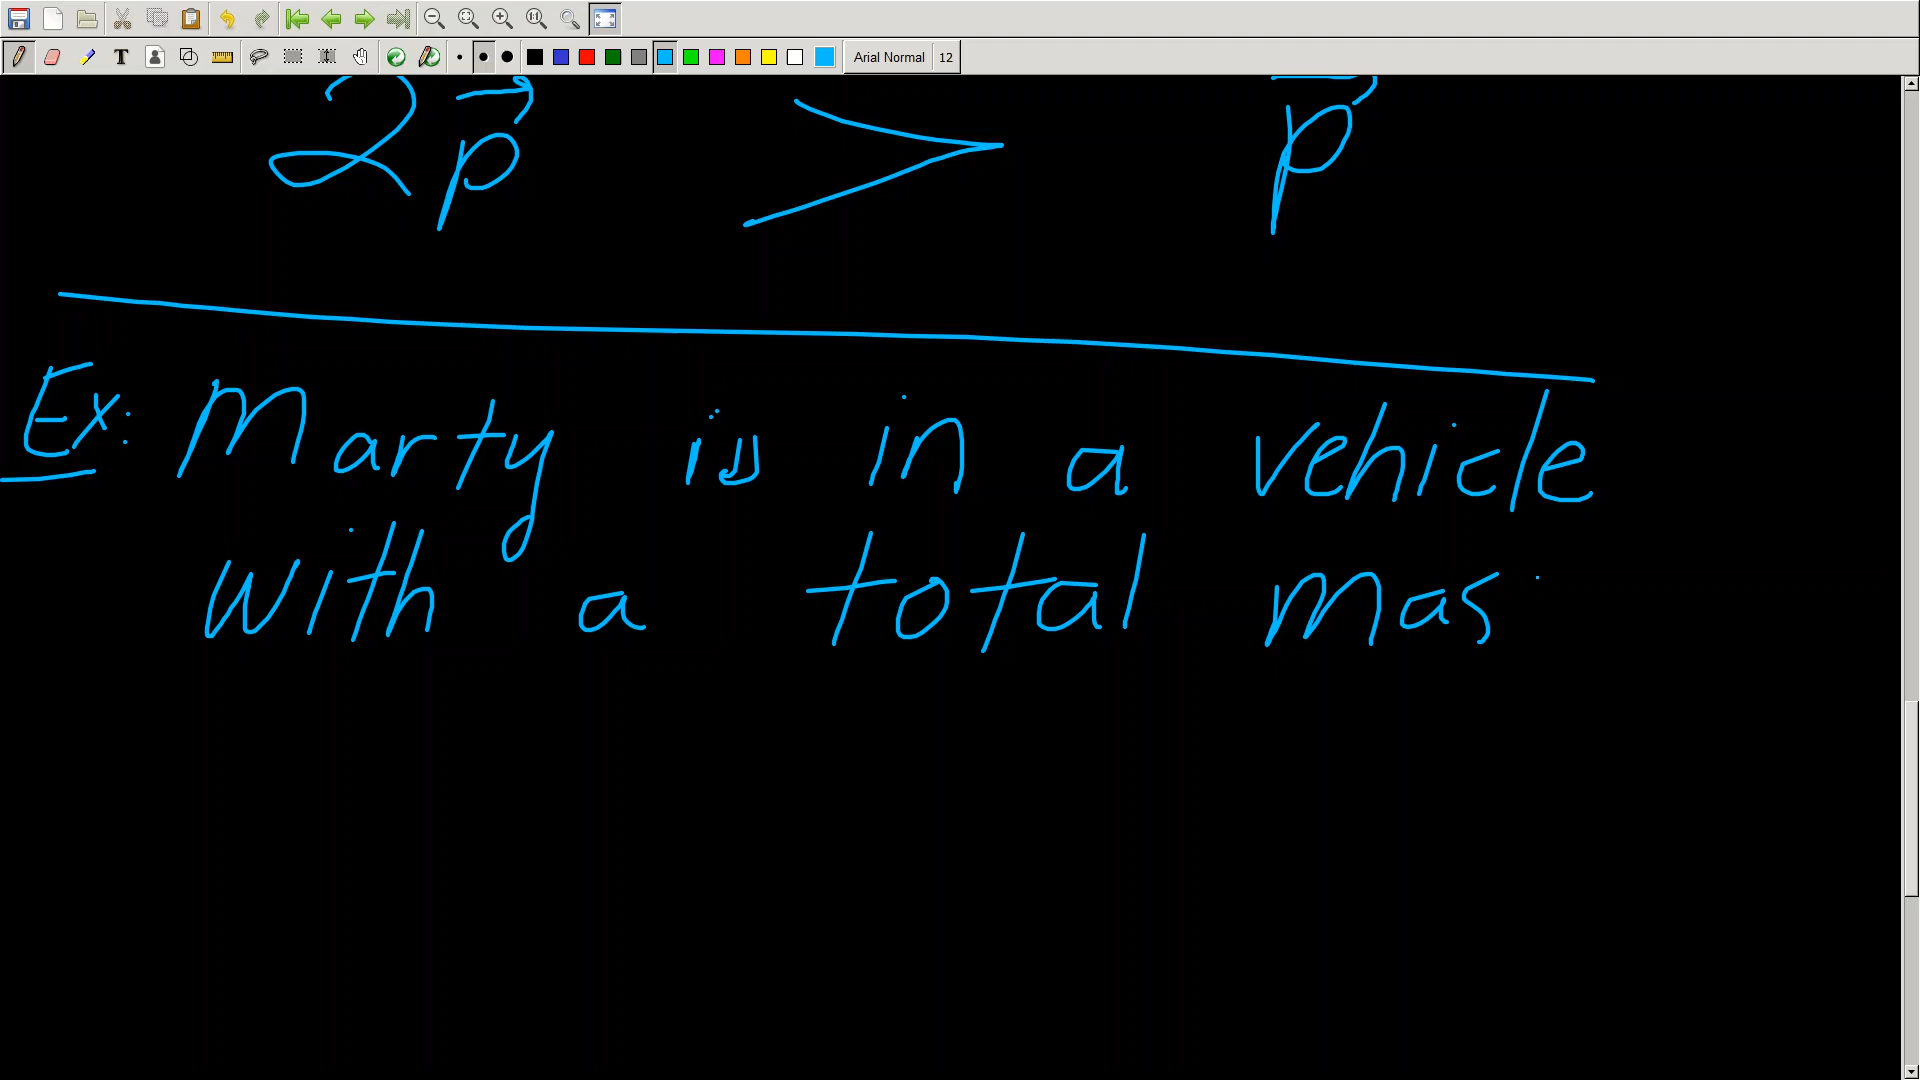 Arial Normal 12
2p⃗ > p⃗
Ex: Marty is in a vehicle
with a total mas